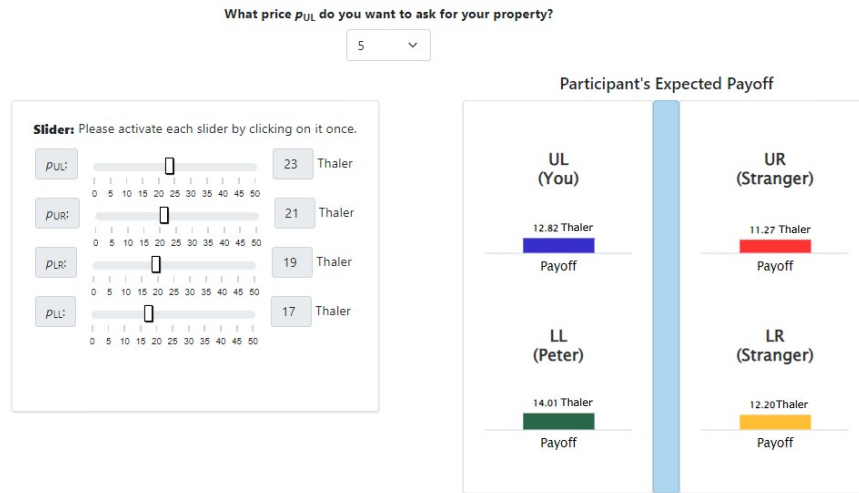 What price pUL do you want to ask for your property?
5
Participant's Expected Payoff
Slider: Please activate each slider by clicking on it once.
pUL: 23 Thaler
0 5 10 15 20 25 30 35 40 45 50
pUR: 21 Thaler
0 5 10 15 20 25 30 35 40 45 50
pLR: 19 Thaler
0 5 10 15 20 25 30 35 40 45 50
pLL: 17 Thaler
0 5 10 15 20 25 30 35 40 45 50
UL
(You)
12.82 Thaler
Payoff
UR
(Stranger)
11.27 Thaler
Payoff
LL
(Peter)
14.01 Thaler
Payoff
LR
(Stranger)
12.20Thaler
Payoff